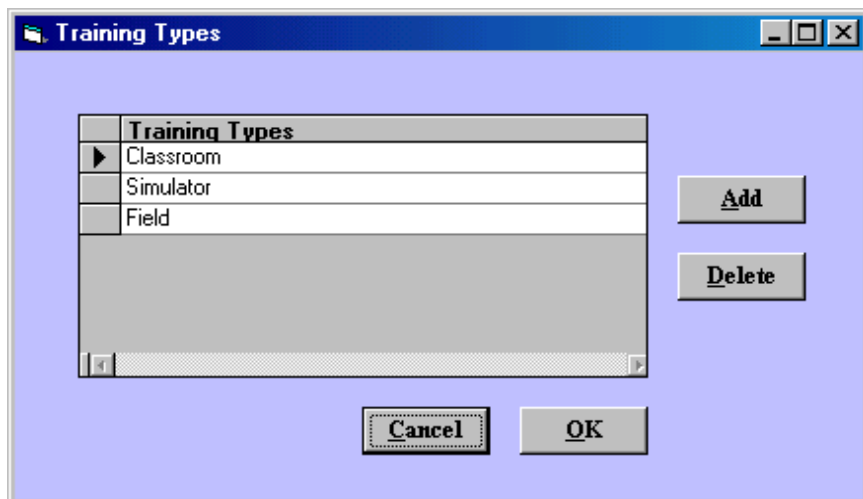 Training Types
Training Types
Classroom
Simulator
Field
Add
Delete
Cancel
OK